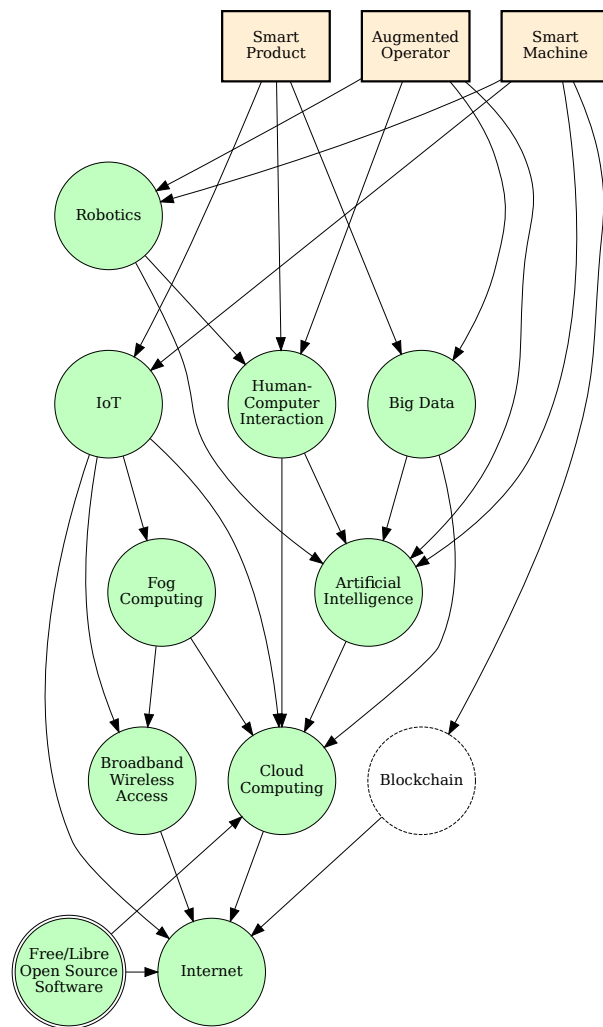 Smart
Product
Augmented
Operator
Smart
Machine
Robotics
IoT
Human-
Computer
Interaction
Big Data
Fog
Computing
Artificial
Intelligence
Broadband
Wireless
Access
Cloud
Computing
Blockchain
Free/Libre
Open Source
Software
Internet